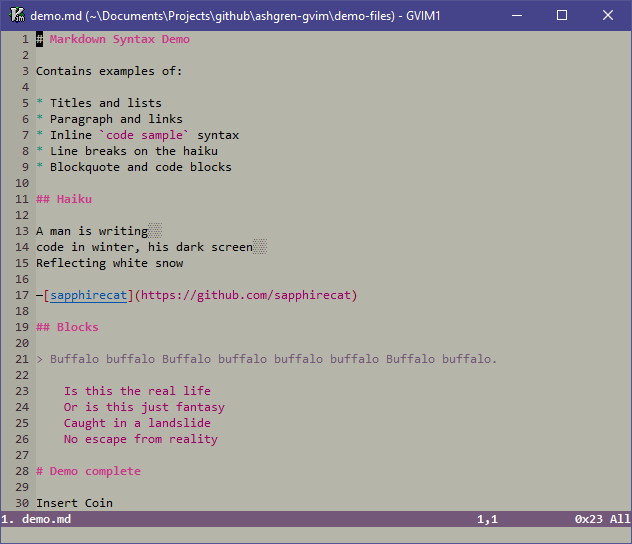 demo.md (~\Documents\Projects\github\ashgren-gvim\demo-files) - GVIM1
1 # Markdown Syntax Demo
2
3 Contains examples of:
4
5 * Titles and lists
6 * Paragraph and links
7 * Inline `code sample` syntax
8 * Line breaks on the haiku
9 * Blockquote and code blocks
10
11 ## Haiku
12
13 A man is writing░░
14 code in winter, his dark screen░░
15 Reflecting white snow
16
17 —[sapphirecat](https://github.com/sapphirecat)
18
19 ## Blocks
20
21 > Buffalo buffalo Buffalo buffalo buffalo buffalo Buffalo buffalo.
22
23     Is this the real life
24     Or is this just fantasy
25     Caught in a landslide
26     No escape from reality
27
28 # Demo complete
29
30 Insert Coin
1. demo.md 1,1 0x23 All